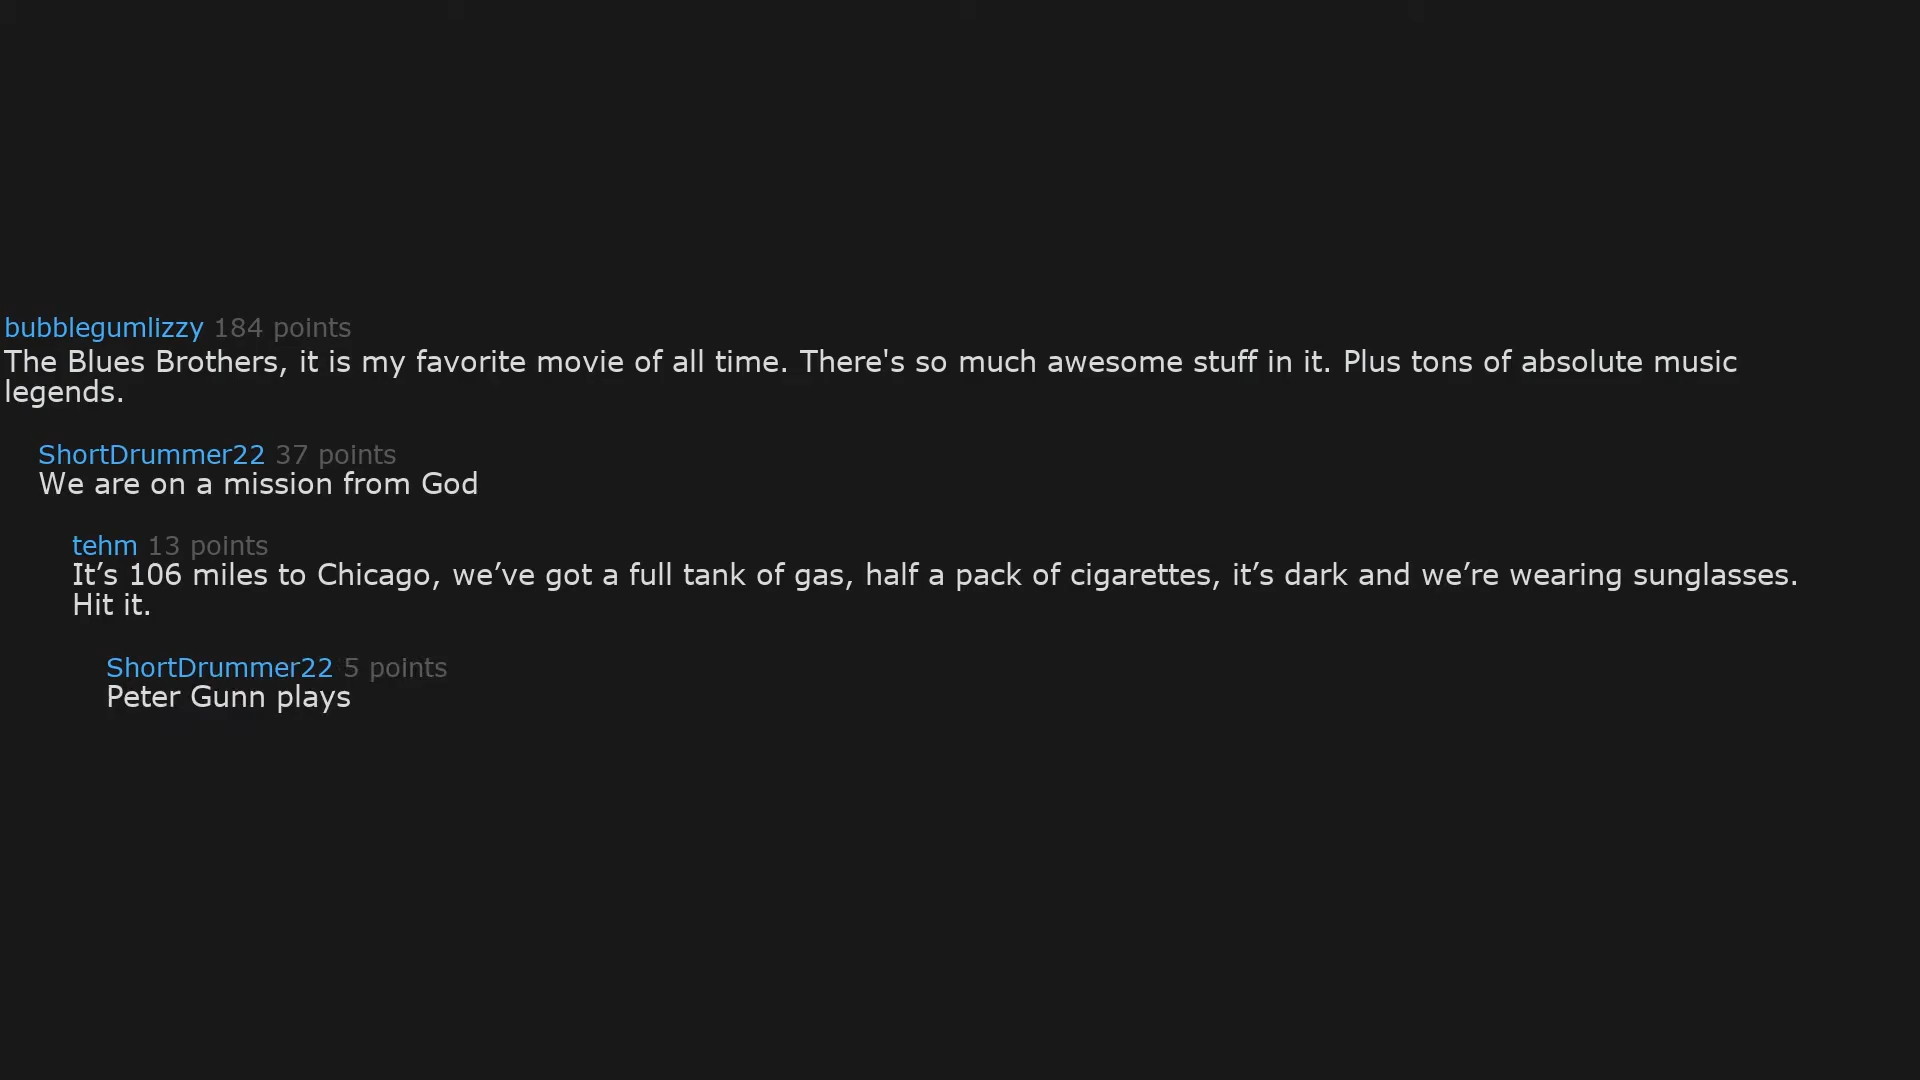 bubblegumlizzy 184 points
The Blues Brothers, it is my favorite movie of all time. There's so much awesome stuff in it. Plus tons of absolute music
legends.
ShortDrummer22 37 points
We are on a mission from God
tehm 13 points
It’s 106 miles to Chicago, we’ve got a full tank of gas, half a pack of cigarettes, it’s dark and we’re wearing sunglasses.
Hit it.
ShortDrummer22 5 points
Peter Gunn plays